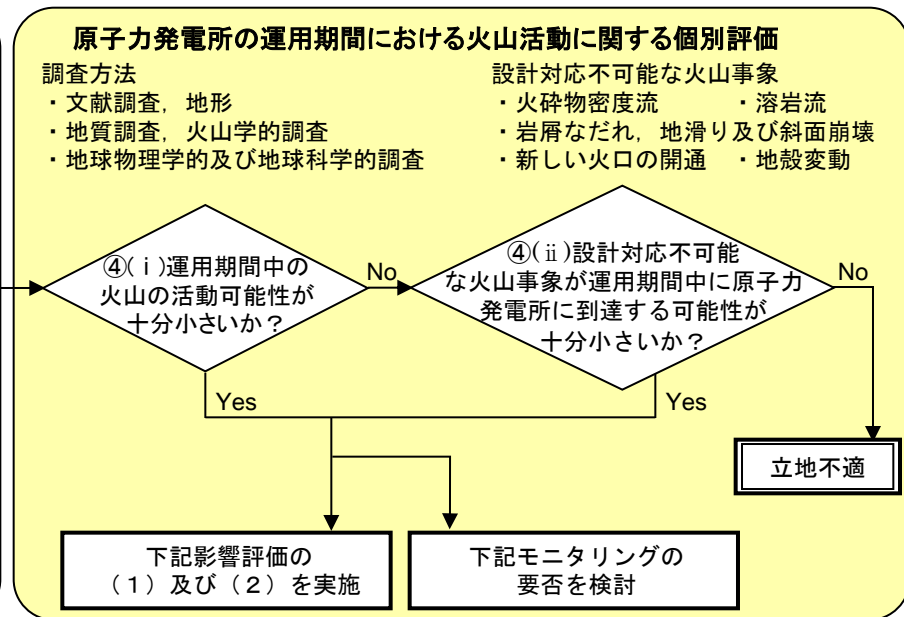 原子力発電所の運用期間における火山活動に関する個別評価
調査方法
・文献調査，地形
・地質調査，火山学的調査
・地球物理学的及び地球科学的調査
設計対応不可能な火山事象
・火砕物密度流　・溶岩流
・岩屑なだれ，地滑り及び斜面崩壊
・新しい火口の開通　・地殻変動
④(ⅰ)運用期間中の
火山の活動可能性が
十分小さいか？
No
④(ⅱ)設計対応不可能
な火山事象が運用期間中に原子力
発電所に到達する可能性が
十分小さいか？
No
Yes
Yes
立地不適
下記影響評価の
（１）及び（２）を実施
下記モニタリングの
要否を検討